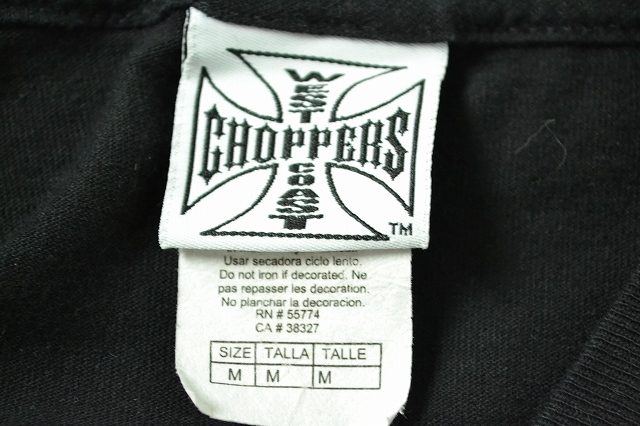 WEST
CHOPPERS
COAST
TM
Usar secadora ciclo lento.
Do not iron if decorated. Ne
pas repasser les decoration.
No planchar la decoracion.
RN # 55774
CA # 38327
SIZE TALLA TALLE
M M M